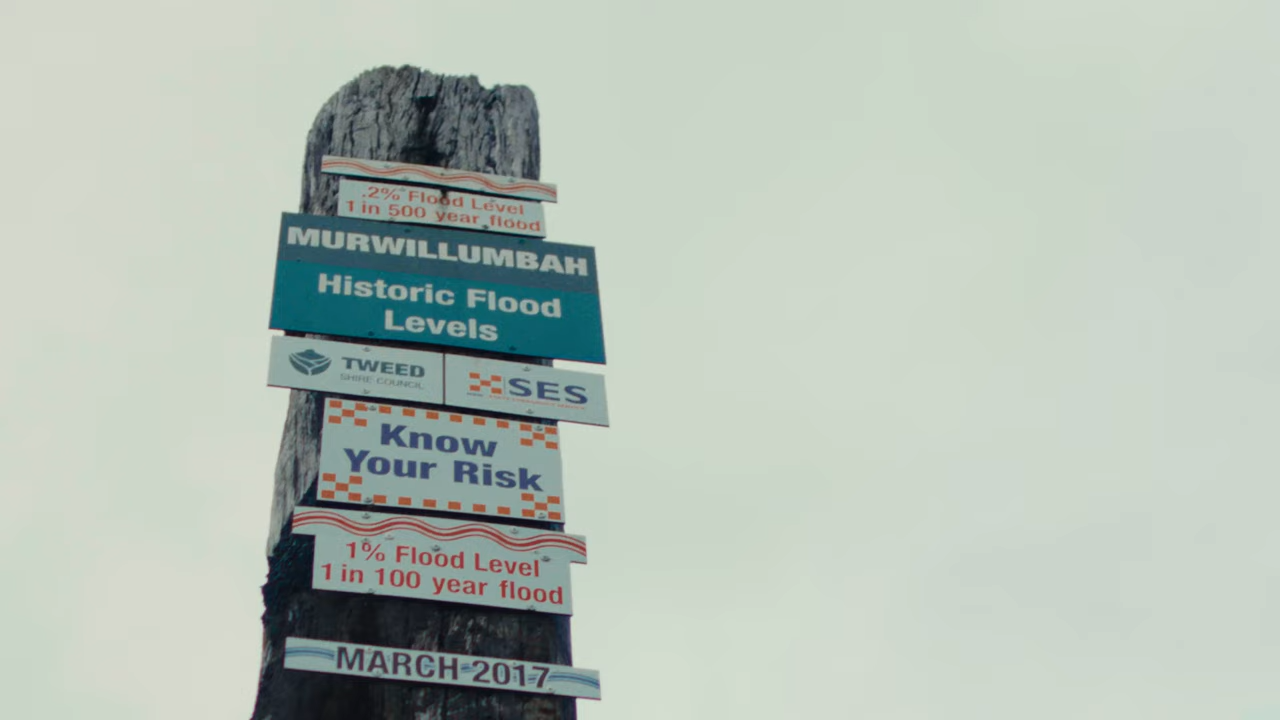 .2% Flood Level
1 in 500 year flood
MURWILLUMBAH
Historic Flood
Levels
TWEED
SHIRE COUNCIL
SES
Know
Your Risk
1% Flood Level
1 in 100 year flood
MARCH 2017